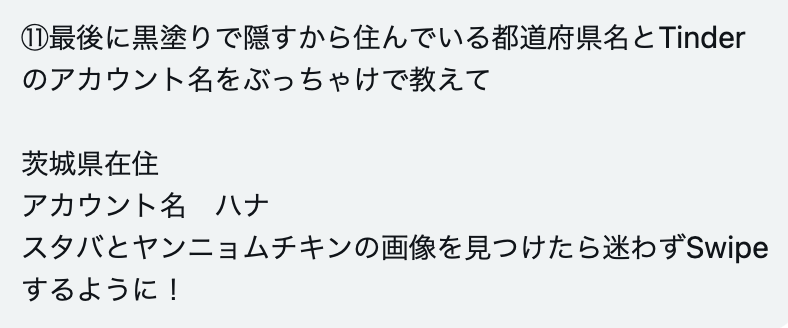 ⑪最後に黒塗りで隠すから住んでいる都道府県名とTinder
のアカウント名をぶっちゃけで教えて
茨城県在住
アカウント名　ハナ
スタバとヤンニョムチキンの画像を見つけたら迷わずSwipe
するように！